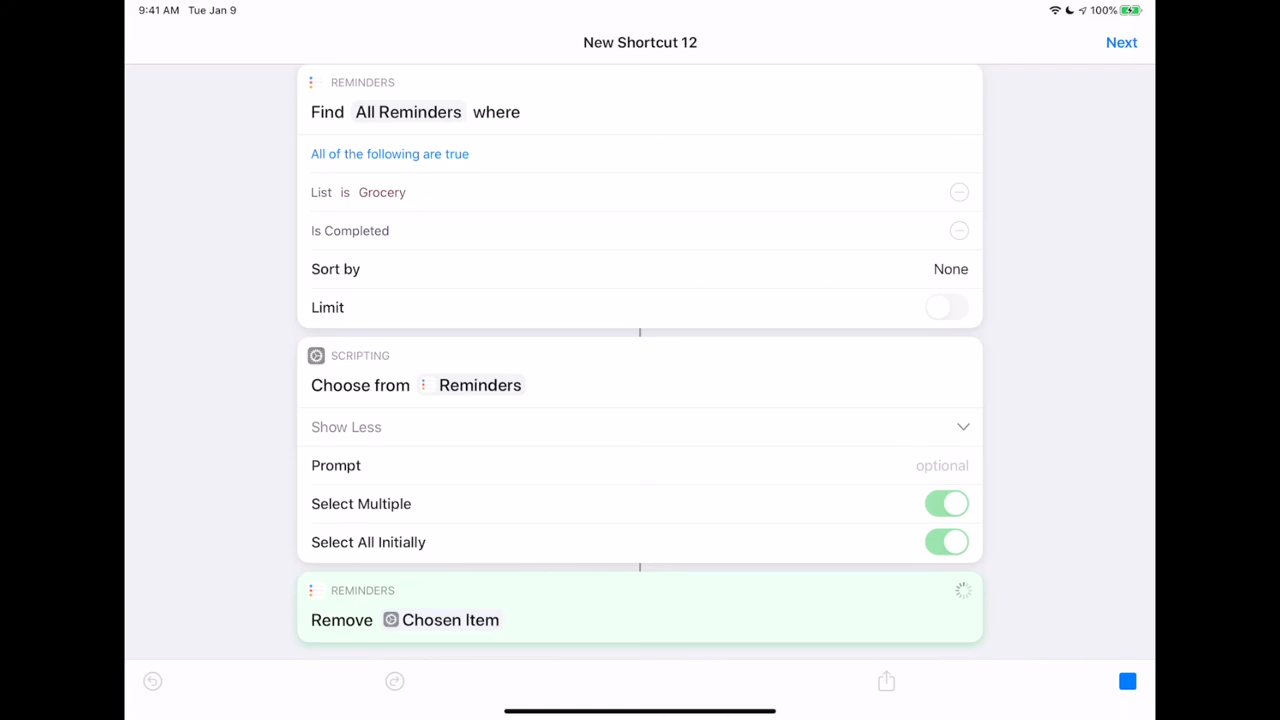 9:41 AM Tue Jan 9
100%
New Shortcut 12
Next
REMINDERS
Find All Reminders where
All of the following are true
List is Grocery
Is Completed
Sort by None
Limit
SCRIPTING
Choose from Reminders
Show Less
Prompt optional
Select Multiple
Select All Initially
REMINDERS
Remove Chosen Item